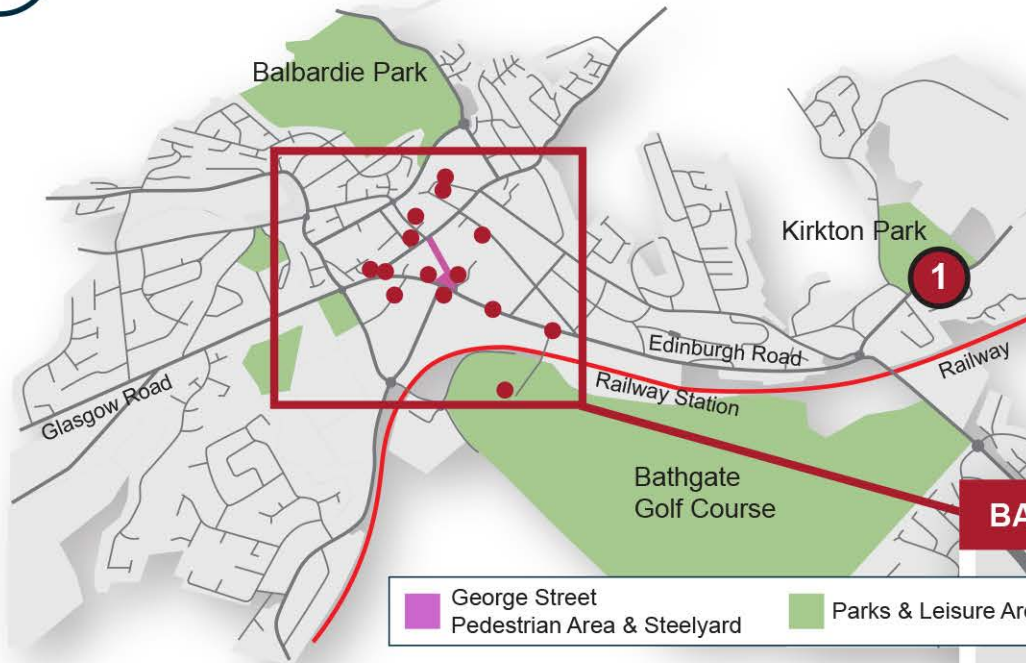 Balbardie Park
Kirkton Park
1
Edinburgh Road
Railway
Railway Station
Glasgow Road
Bathgate
Golf Course
BA
George Street
Pedestrian Area & Steelyard
Parks & Leisure Are